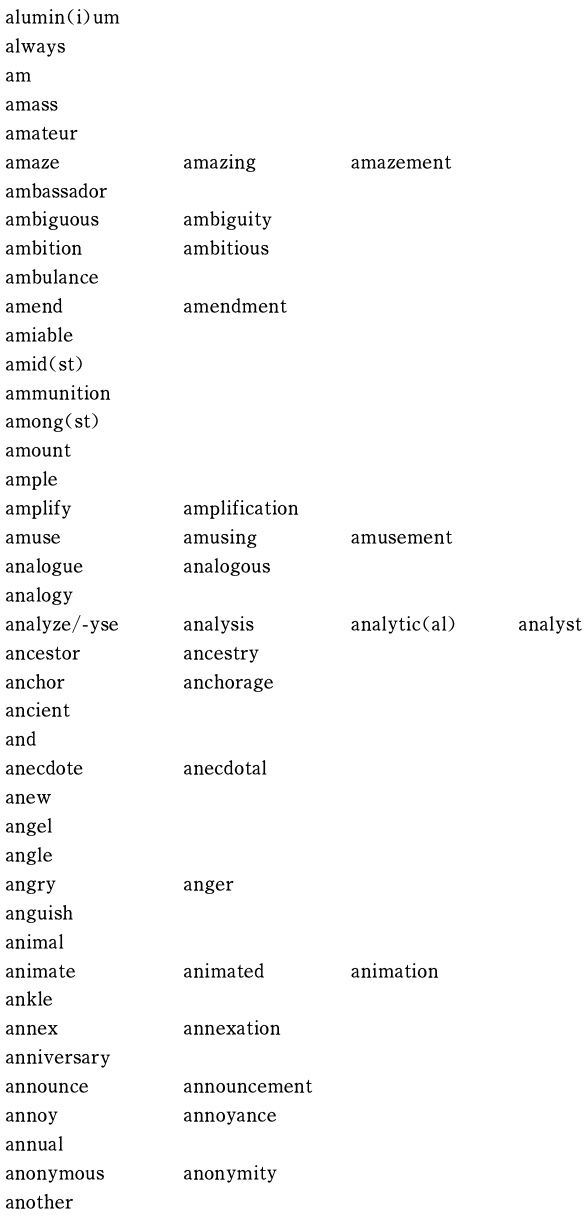 alumin(i)um
always
am
amass
amateur
amaze amazing amazement
ambassador
ambiguous ambiguity
ambition ambitious
ambulance
amend amendment
amiable
amid(st)
ammunition
among(st)
amount
ample
amplify amplification
amuse amusing amusement
analogue analogous
analogy
analyze/-yse analysis analytic(al) analyst
ancestor ancestry
anchor anchorage
ancient
and
anecdote anecdotal
anew
angel
angle
angry anger
anguish
animal
animate animated animation
ankle
annex annexation
anniversary
announce announcement
annoy annoyance
annual
anonymous anonymity
another